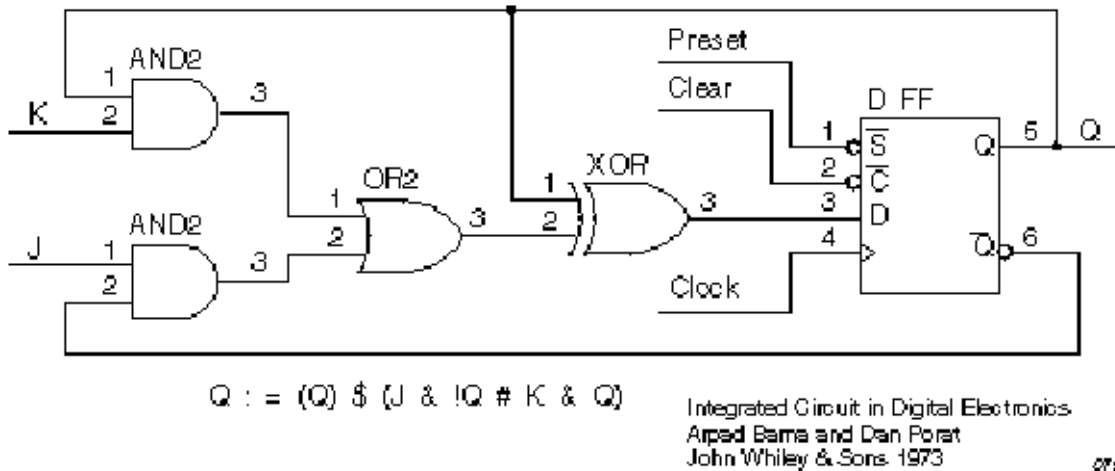 AND2
1
2
3
K
AND2
J
1
2
3
OR2
1
2
3
XOR
1
2
3
Preset
Clear
Clock
D FF
1
2
3
4
S
C
D
Q
Q
5
6
Q
Q : = (Q) $ (J & !Q # K & Q)
Integrated Circuit in Digital Electronics
Arpad Barna and Dan Porat
John Whiley & Sons 1973